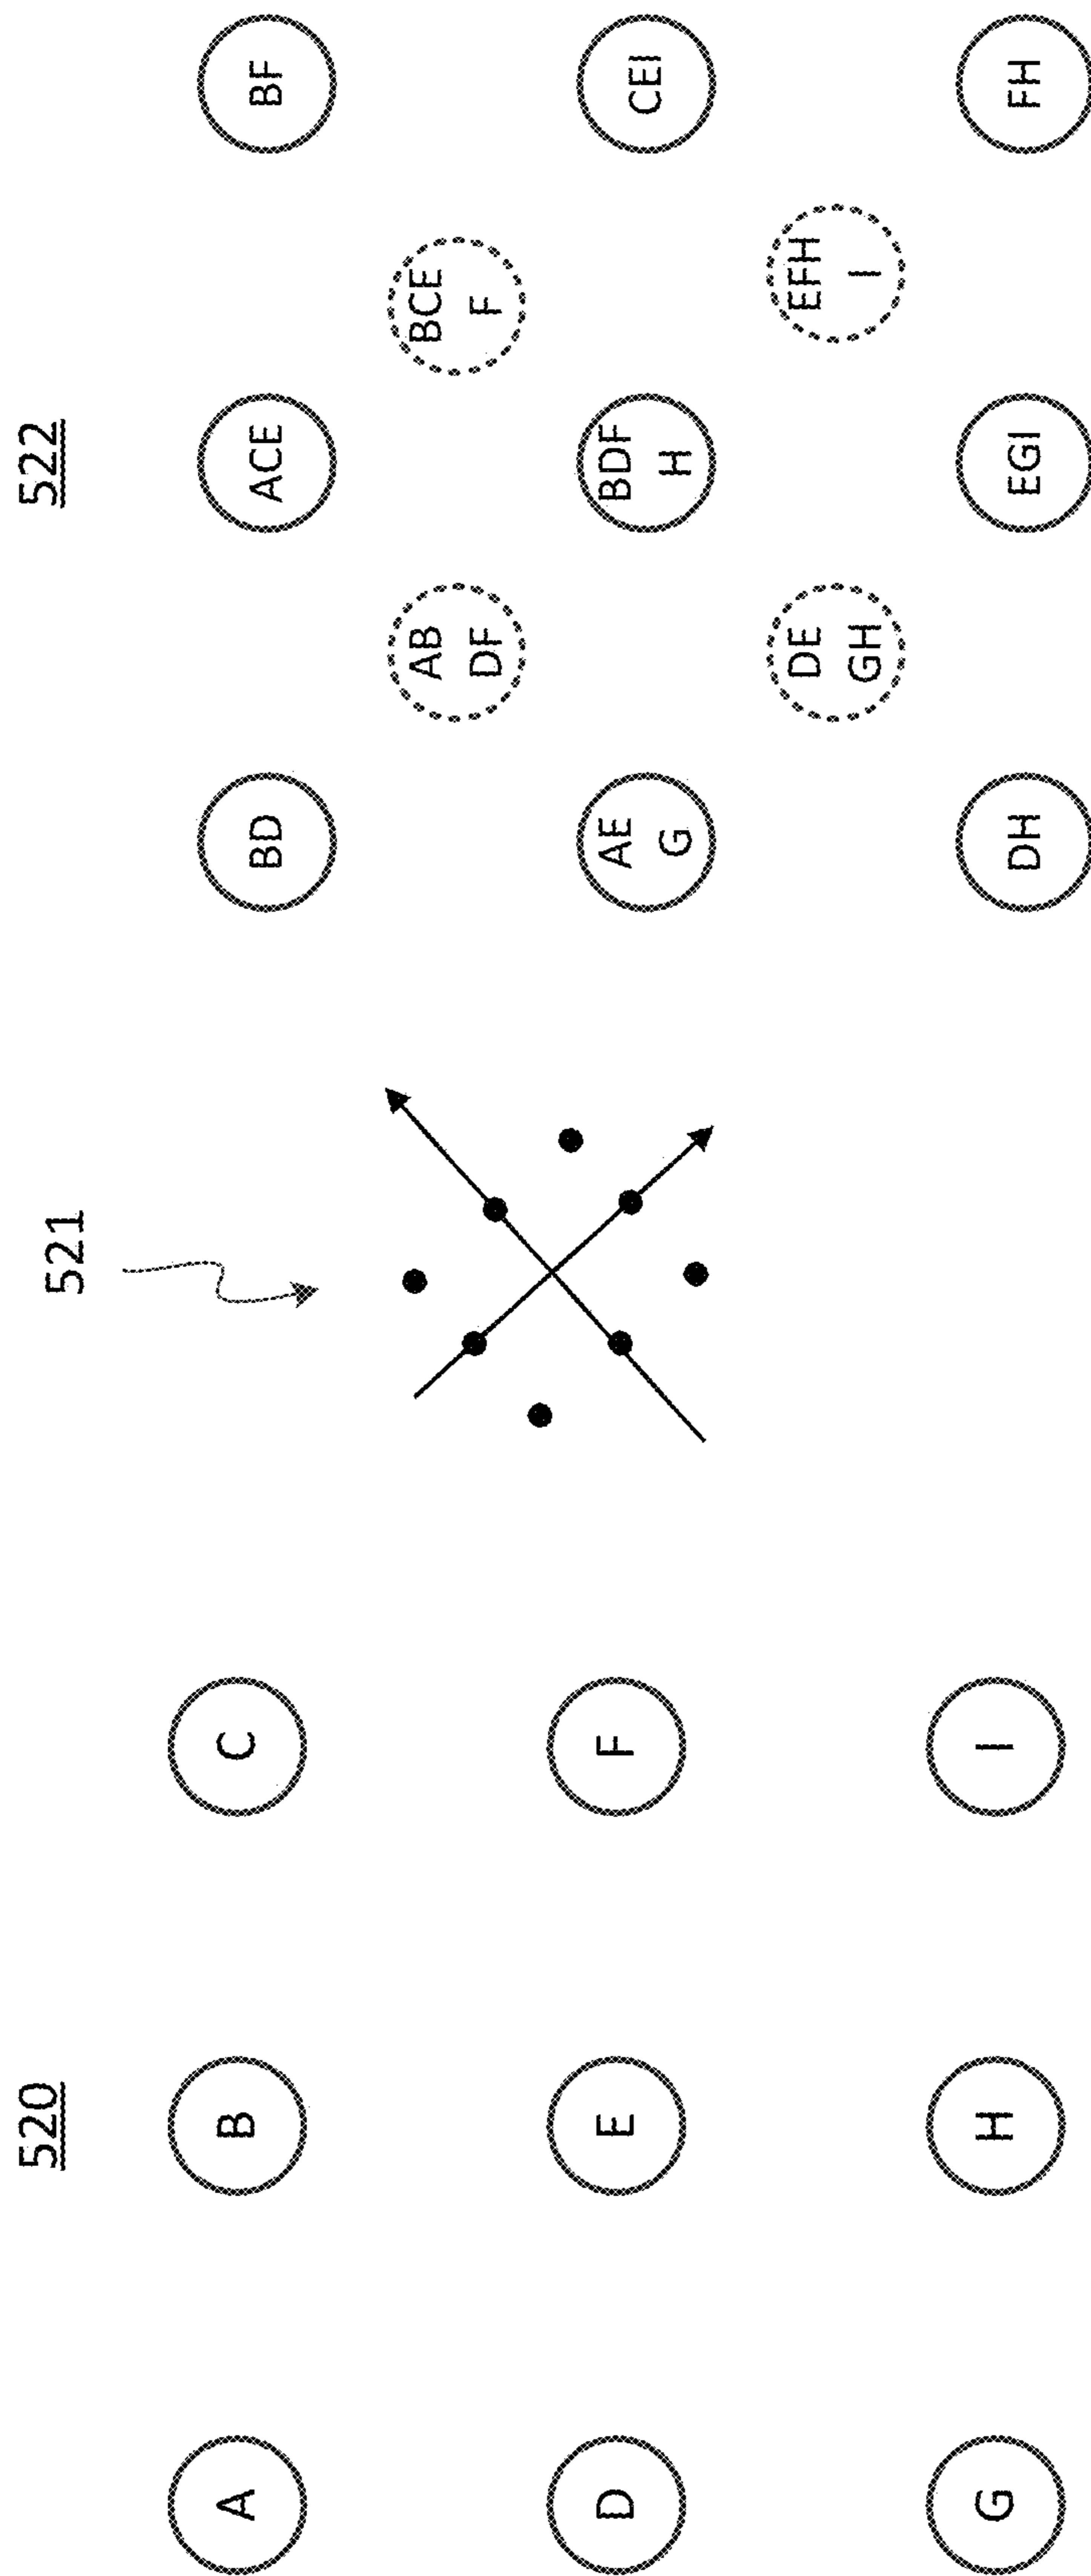 520
A B C
D E F
G H I
521
522
BD ACE BF
AB BCE
DF F
AE BDF CEI
G H
DE EFH
GH I
DH EGI FH